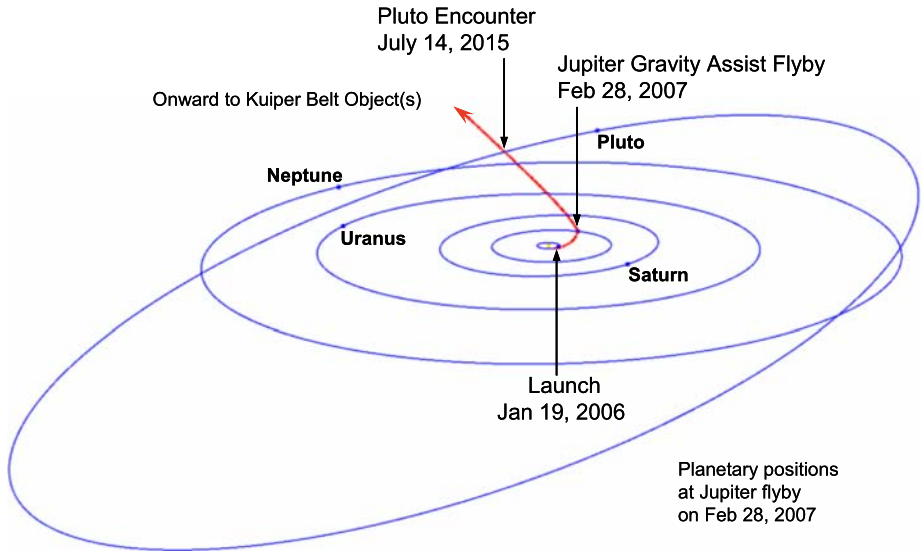 Pluto Encounter
July 14, 2015
Jupiter Gravity Assist Flyby
Feb 28, 2007
Onward to Kuiper Belt Object(s)
Pluto
Neptune
Uranus
Saturn
Launch
Jan 19, 2006
Planetary positions
at Jupiter flyby
on Feb 28, 2007